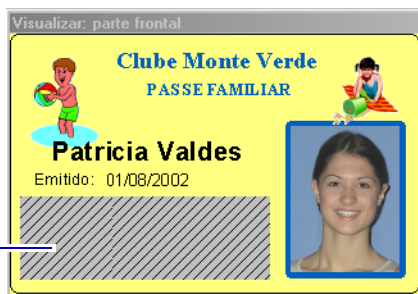 Visualizar: parte frontal
Clube Monte Verde
PASSE FAMILIAR
Patricia Valdes
Emitido: 01/08/2002